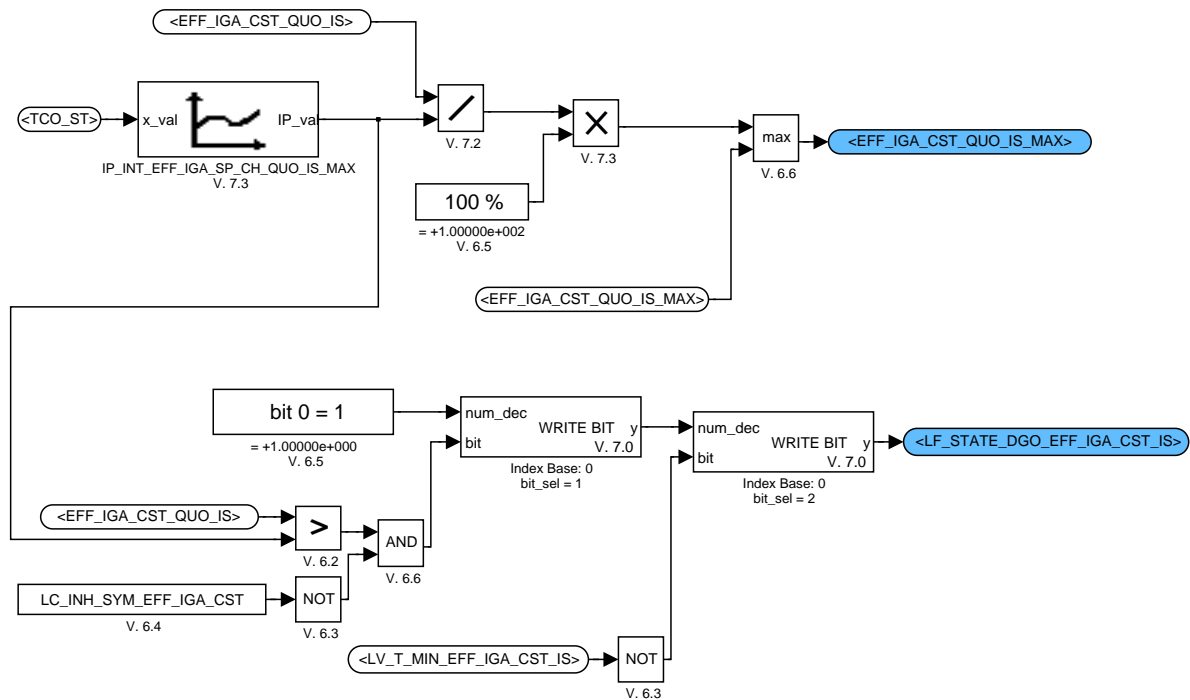 <EFF_IGA_CST_QUO_IS>
<TCO_ST>
x_val
IP_val
IP_INT_EFF_IGA_SP_CH_QUO_IS_MAX
V. 7.3
V. 7.2
V. 7.3
100 %
= +1.00000e+002
V. 6.5
max
V. 6.6
<EFF_IGA_CST_QUO_IS_MAX>
<EFF_IGA_CST_QUO_IS_MAX>
bit 0 = 1
= +1.00000e+000
V. 6.5
num_dec
WRITE BIT y
bit
V. 7.0
Index Base: 0
bit_sel = 1
num_dec
WRITE BIT y
bit
V. 7.0
Index Base: 0
bit_sel = 2
<LF_STATE_DGO_EFF_IGA_CST_IS>
<EFF_IGA_CST_QUO_IS>
>
V. 6.2
AND
V. 6.6
LC_INH_SYM_EFF_IGA_CST
V. 6.4
NOT
V. 6.3
<LV_T_MIN_EFF_IGA_CST_IS>
NOT
V. 6.3